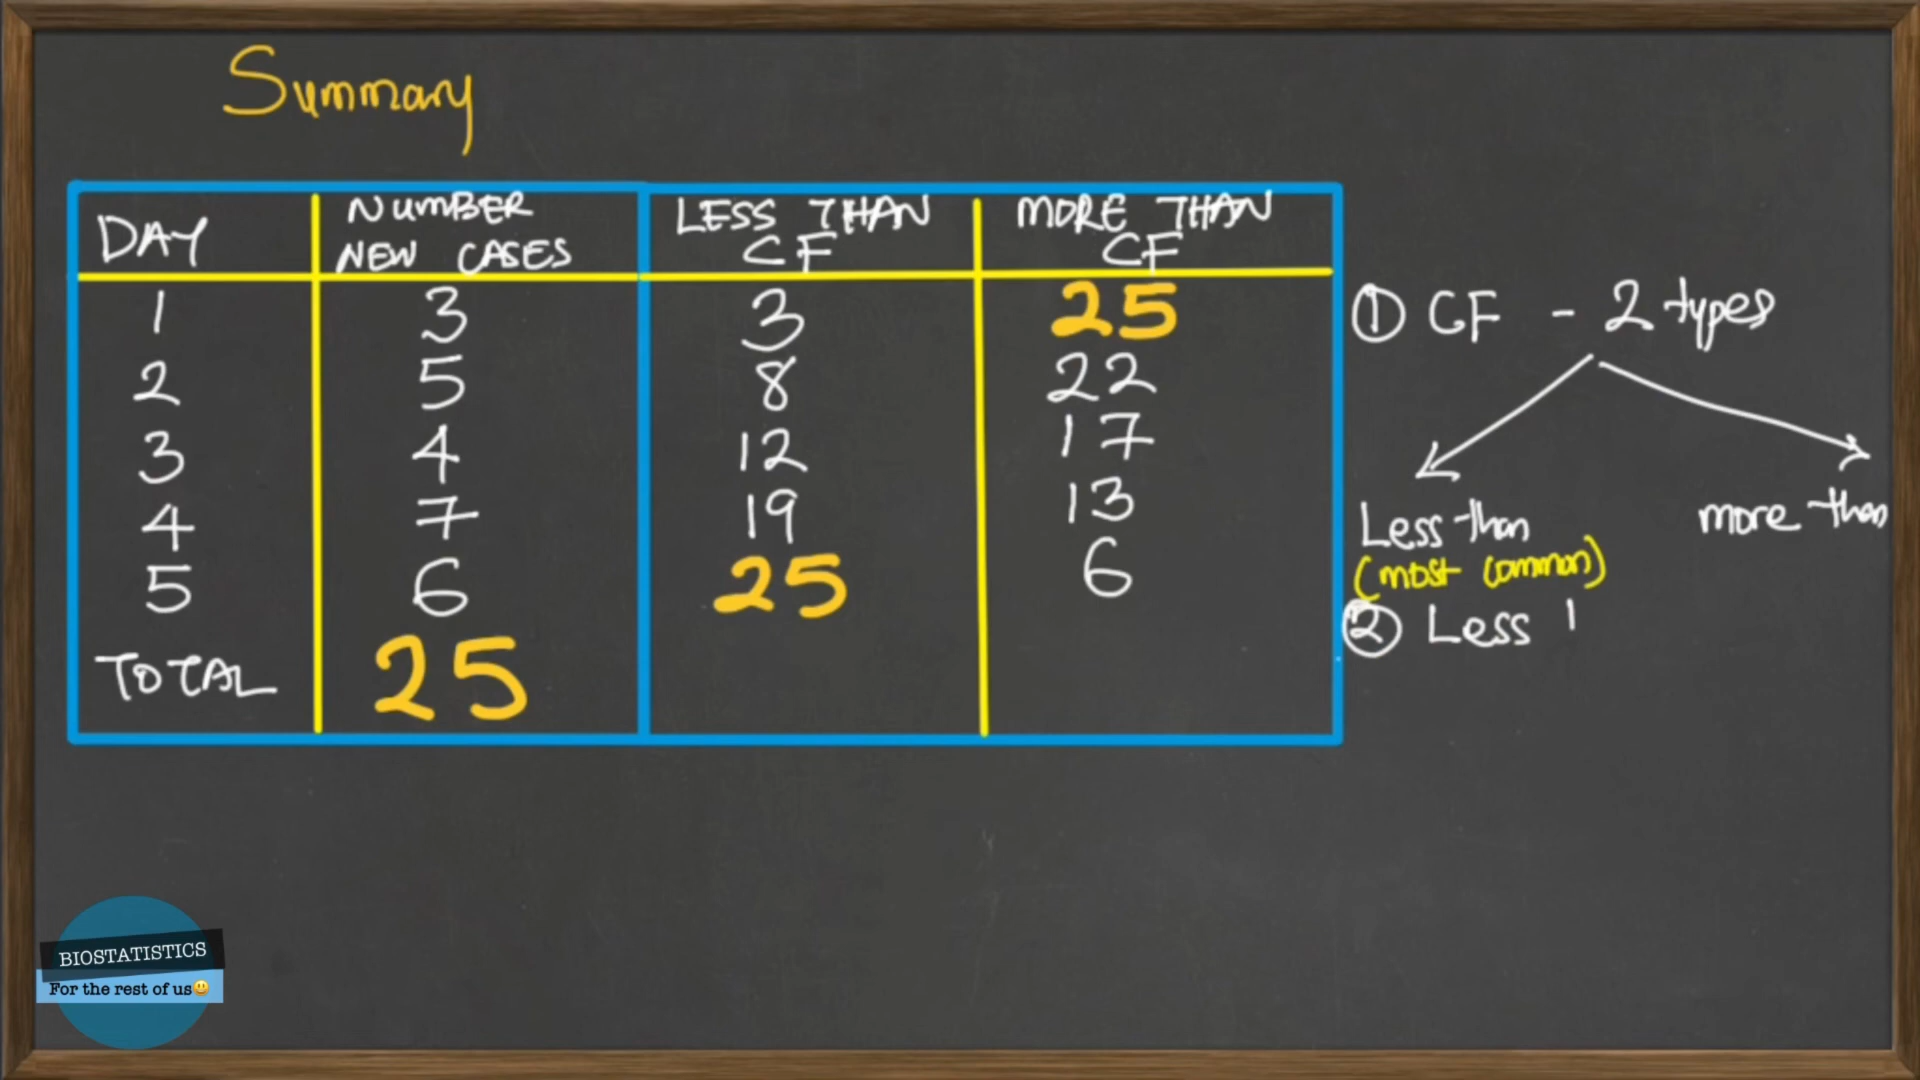 Summary
DAY NUMBER NEW CASES LESS THAN CF MORE THAN CF
1 3 3 25
2 5 8 22
3 4 12 17
4 7 19 13
5 6 25 6
TOTAL 25
① CF - 2 types
Less than more than
(most common)
② Less
BIOSTATISTICS
For the rest of us😃